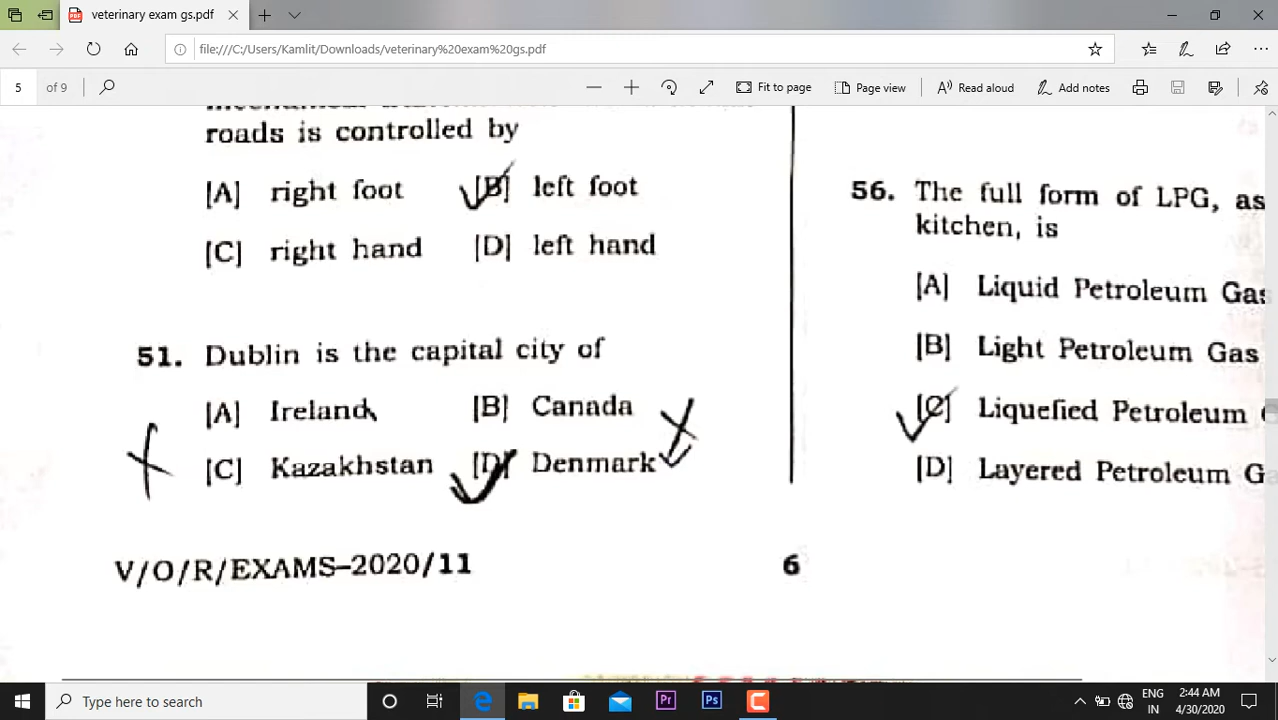 veterinary exam gs.pdf
file:///C:/Users/Kamlit/Downloads/veterinary%20exam%20gs.pdf
5 of 9
Fit to page
Page view
Read aloud
Add notes
roads is controlled by
[A] right foot [B] left foot
[C] right hand [D] left hand
51. Dublin is the capital city of
[A] Ireland [B] Canada
[C] Kazakhstan [D] Denmark
V/O/R/EXAMS–2020/11
6
56. The full form of LPG, as
kitchen, is
[A] Liquid Petroleum Gas
[B] Light Petroleum Gas
[C] Liquefied Petroleum
[D] Layered Petroleum Ga
Type here to search
Pr
Ps
ENG
IN
2:44 AM
4/30/2020